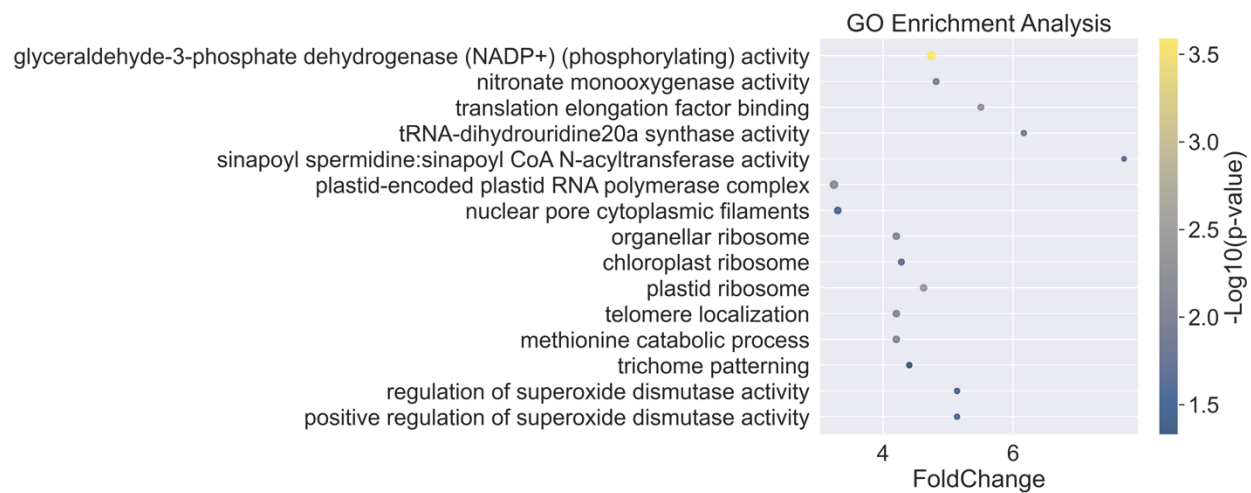 GO Enrichment Analysis
glyceraldehyde-3-phosphate dehydrogenase (NADP+) (phosphorylating) activity
nitronate monooxygenase activity
translation elongation factor binding
tRNA-dihydrouridine20a synthase activity
sinapoyl spermidine:sinapoyl CoA N-acyltransferase activity
plastid-encoded plastid RNA polymerase complex
nuclear pore cytoplasmic filaments
organellar ribosome
chloroplast ribosome
plastid ribosome
telomere localization
methionine catabolic process
trichome patterning
regulation of superoxide dismutase activity
positive regulation of superoxide dismutase activity
4 6
FoldChange
3.5
3.0
2.5
2.0
1.5
-Log10(p-value)